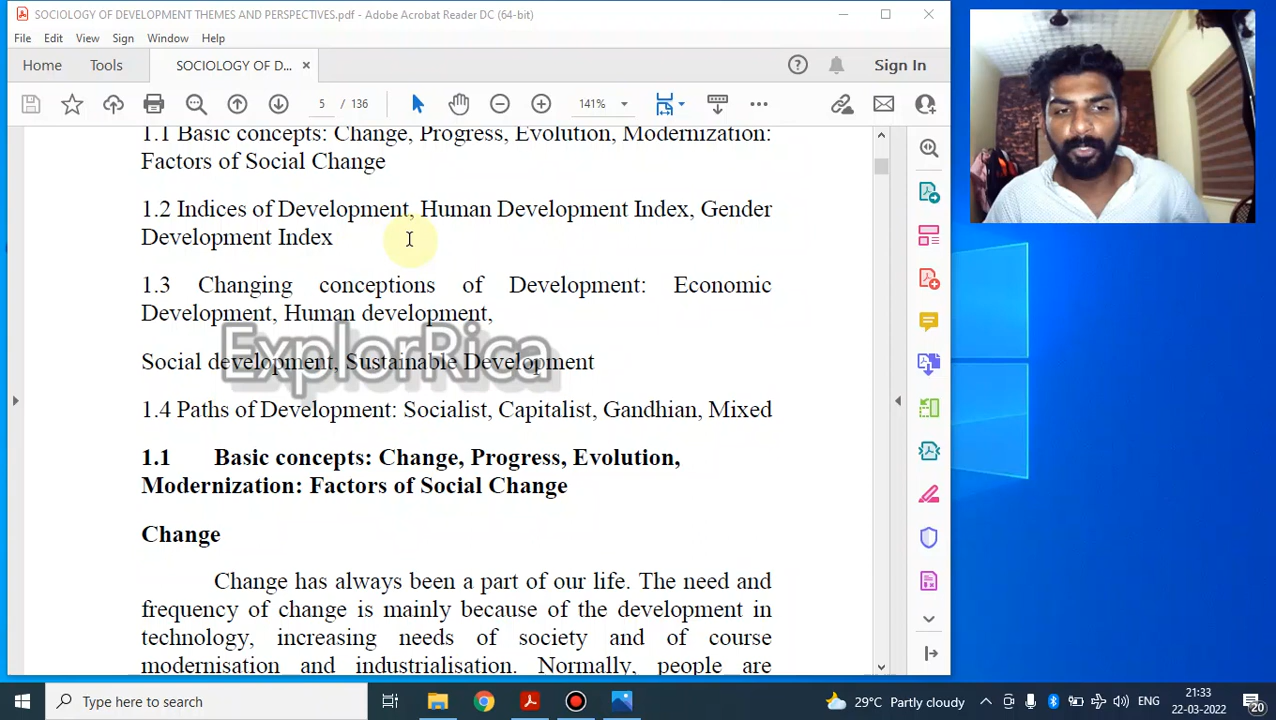 SOCIOLOGY OF DEVELOPMENT THEMES AND PERSPECTIVES.pdf - Adobe Acrobat Reader DC (64-bit)
File Edit View Sign Window Help
Home Tools SOCIOLOGY OF D... × Sign In
5 / 136 141%
1.1 Basic concepts: Change, Progress, Evolution, Modernization:
Factors of Social Change
1.2 Indices of Development, Human Development Index, Gender
Development Index
1.3 Changing conceptions of Development: Economic
Development, Human development,
ExplorRica
Social development, Sustainable Development
1.4 Paths of Development: Socialist, Capitalist, Gandhian, Mixed
1.1 Basic concepts: Change, Progress, Evolution,
Modernization: Factors of Social Change
Change
Change has always been a part of our life. The need and
frequency of change is mainly because of the development in
technology, increasing needs of society and of course
modernisation and industrialisation. Normally, people are
Type here to search
29°C Partly cloudy ENG 21:33
22-03-2022 20